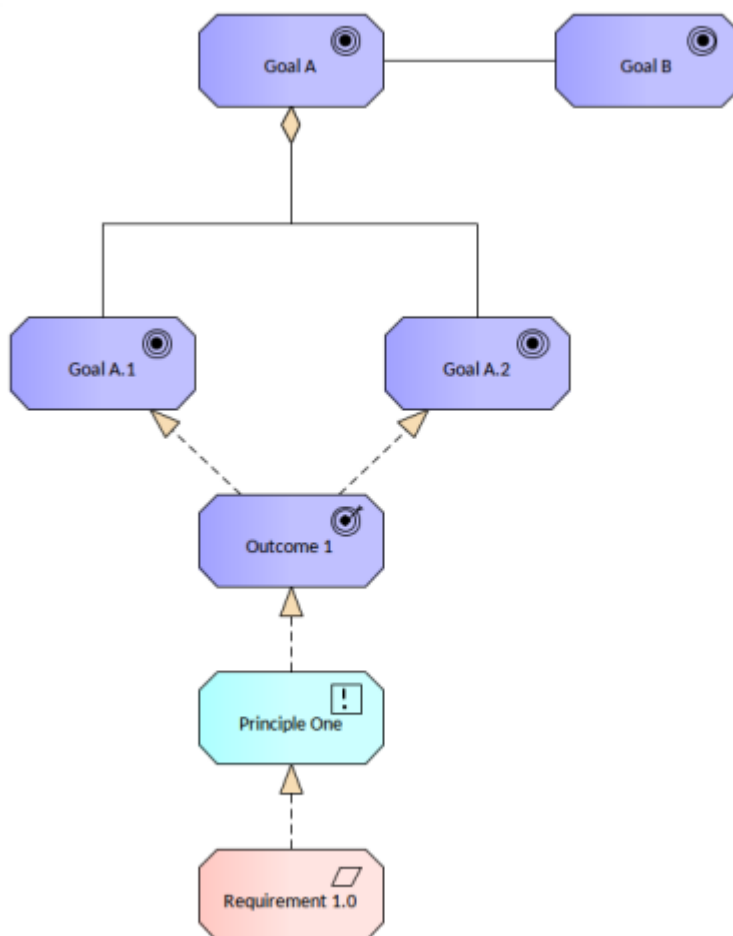 Goal A
Goal B
Goal A.1
Goal A.2
Outcome 1
Principle One
Requirement 1.0